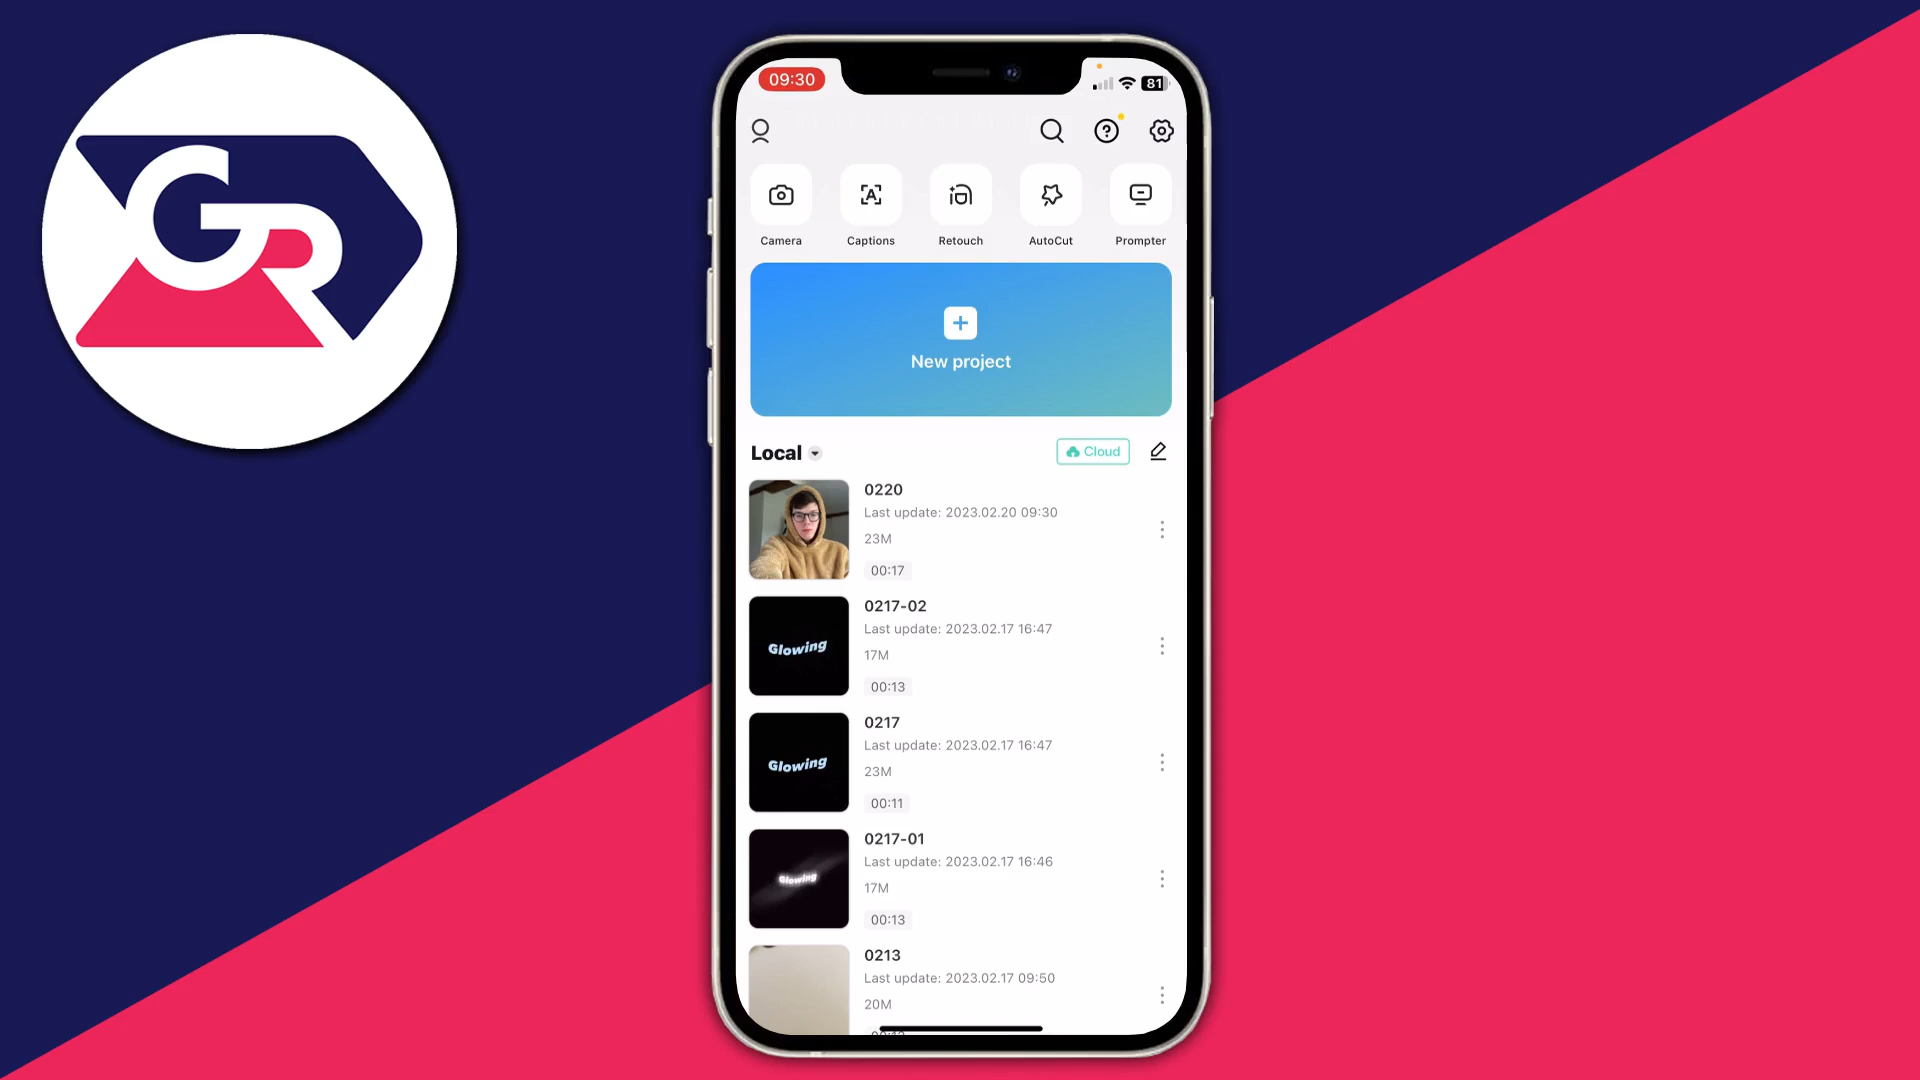 GR
09:30
81
Camera
Captions
Retouch
AutoCut
Prompter
New project
Local
Cloud
0220
Last update: 2023.02.20 09:30
23M
00:17
Glowing
0217-02
Last update: 2023.02.17 16:47
17M
00:13
Glowing
0217
Last update: 2023.02.17 16:47
23M
00:11
Glowing
0217-01
Last update: 2023.02.17 16:46
17M
00:13
0213
Last update: 2023.02.17 09:50
20M